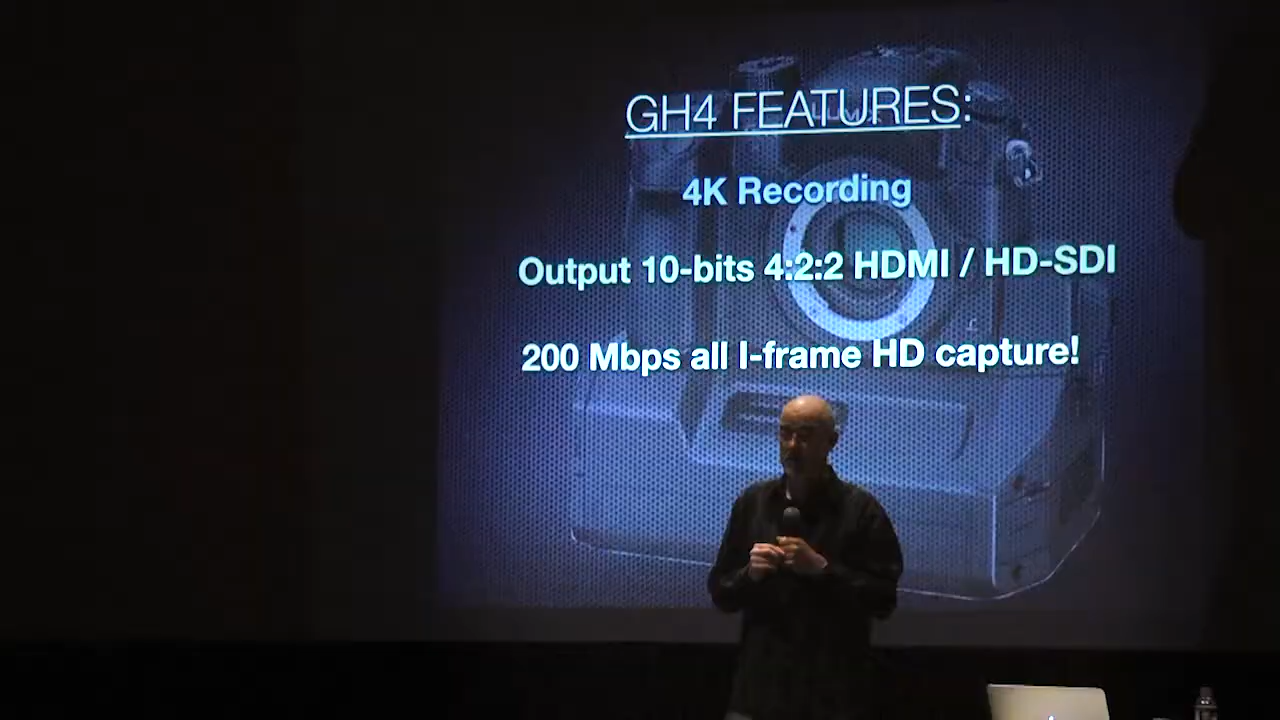 GH4 FEATURES:
4K Recording
Output 10-bits 4:2:2 HDMI / HD-SDI
200 Mbps all I-frame HD capture!